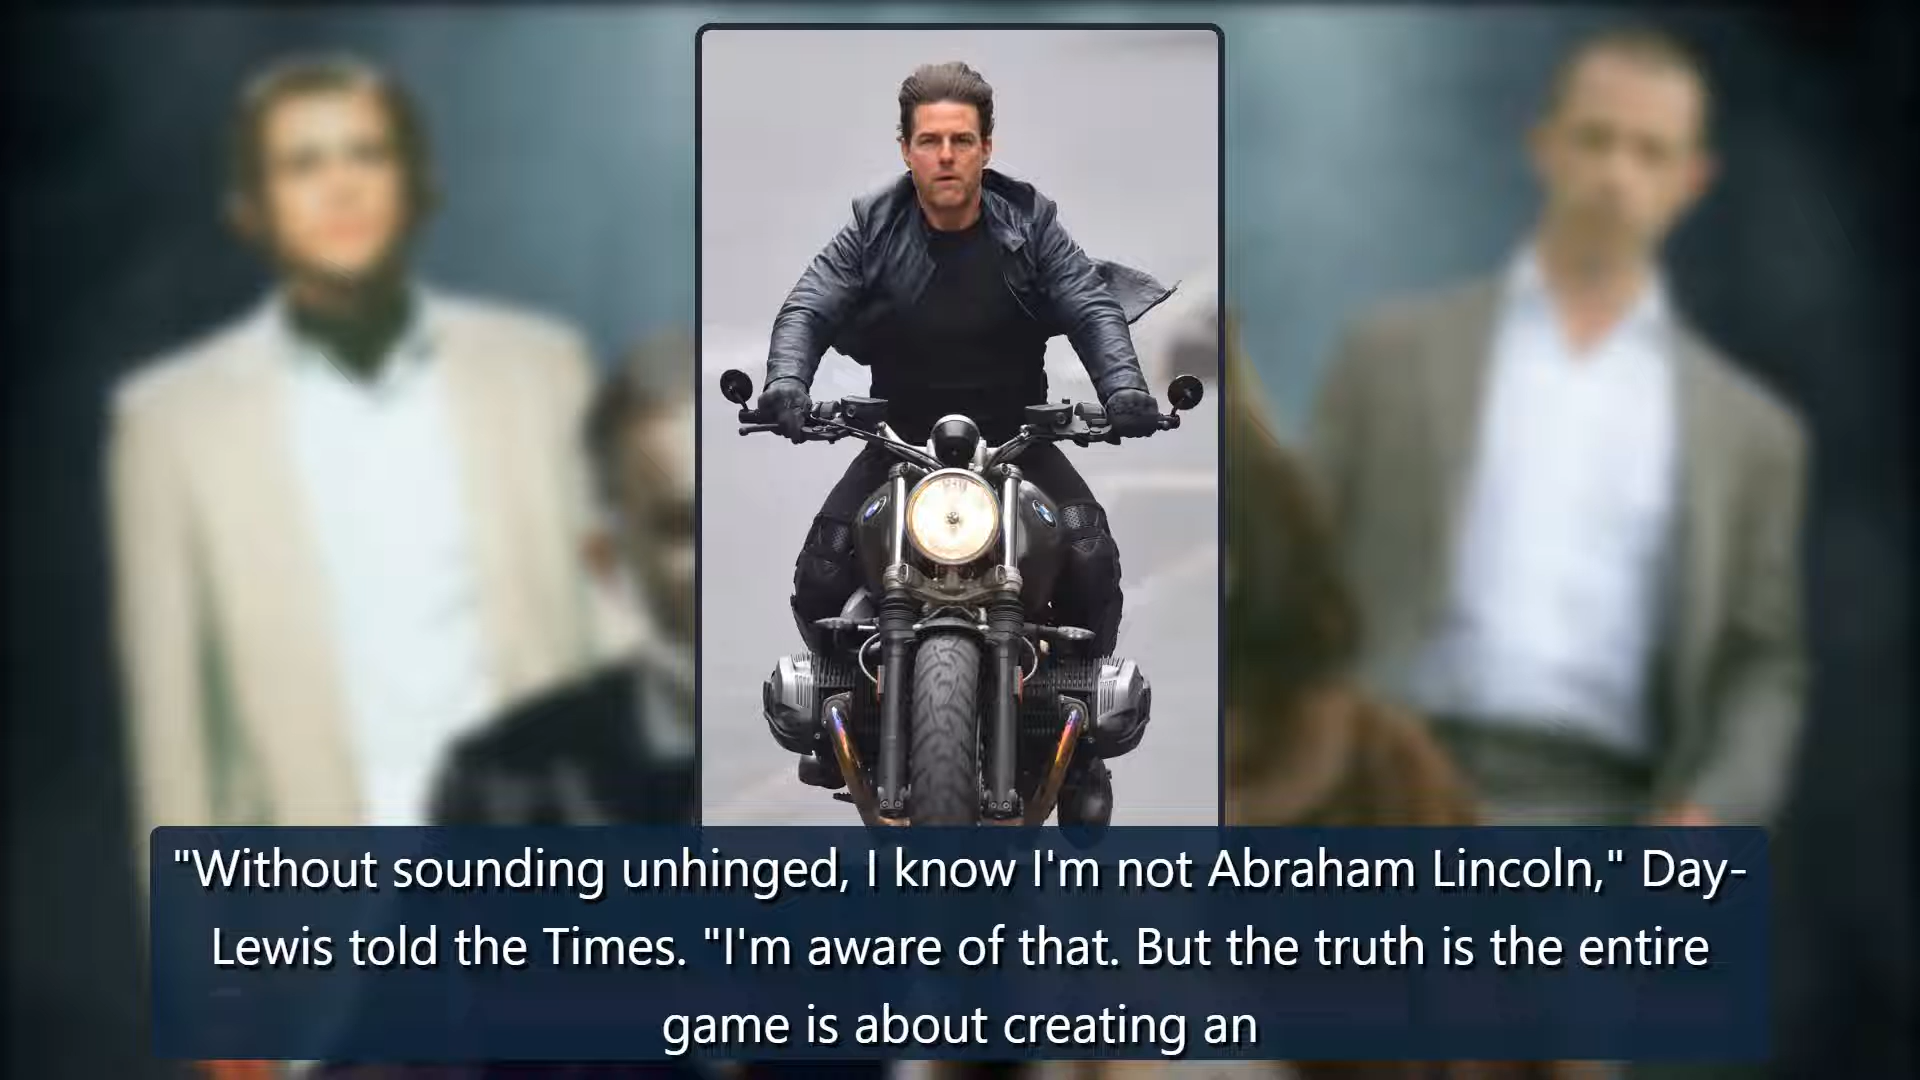 "Without sounding unhinged, I know I'm not Abraham Lincoln," Day-
Lewis told the Times. "I'm aware of that. But the truth is the entire
game is about creating an